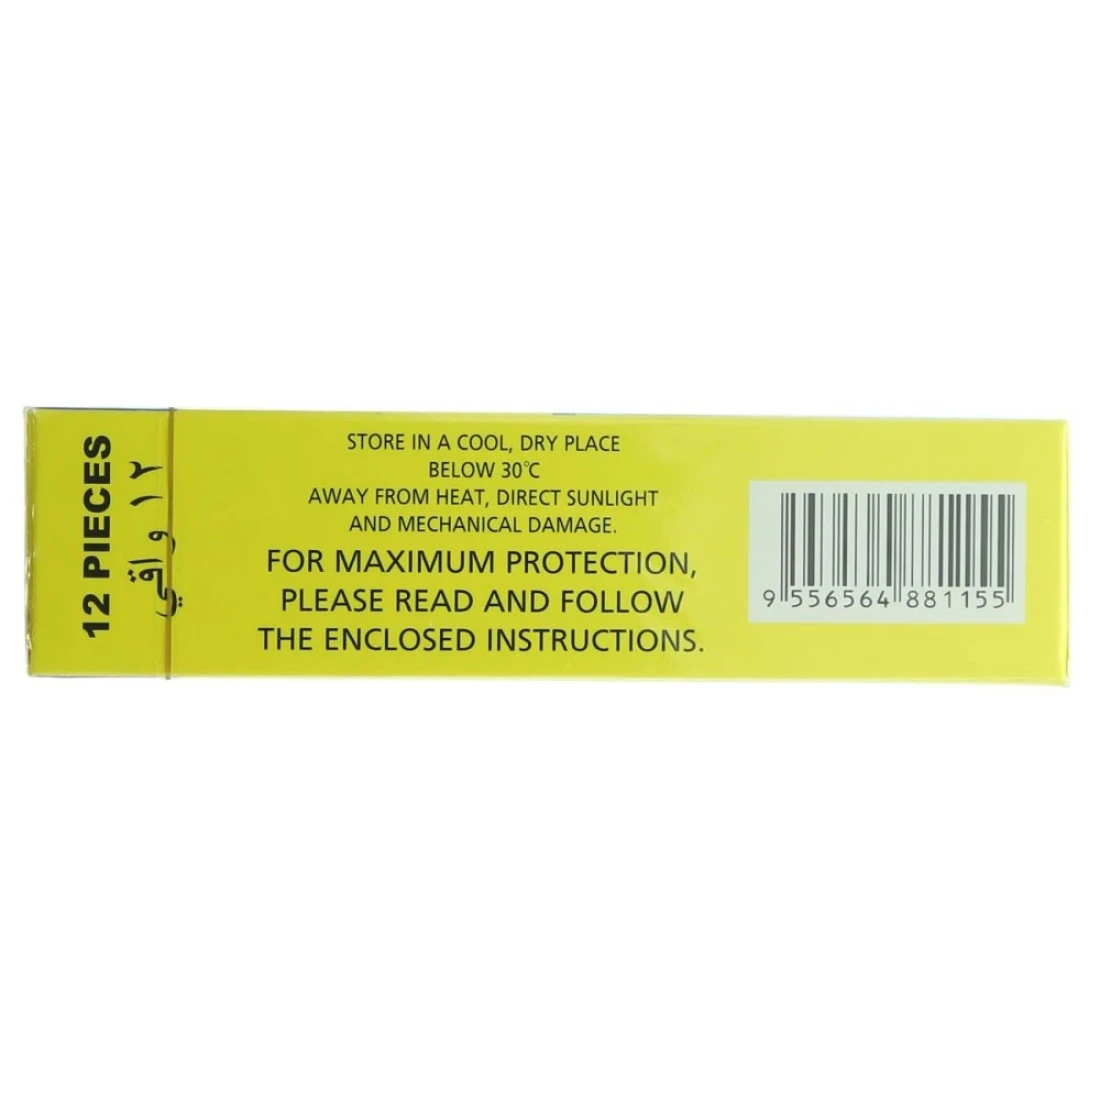 12 PIECES
١٢ واقي
STORE IN A COOL, DRY PLACE
BELOW 30°C
AWAY FROM HEAT, DIRECT SUNLIGHT
AND MECHANICAL DAMAGE.
FOR MAXIMUM PROTECTION,
PLEASE READ AND FOLLOW
THE ENCLOSED INSTRUCTIONS.
9 556564 881155